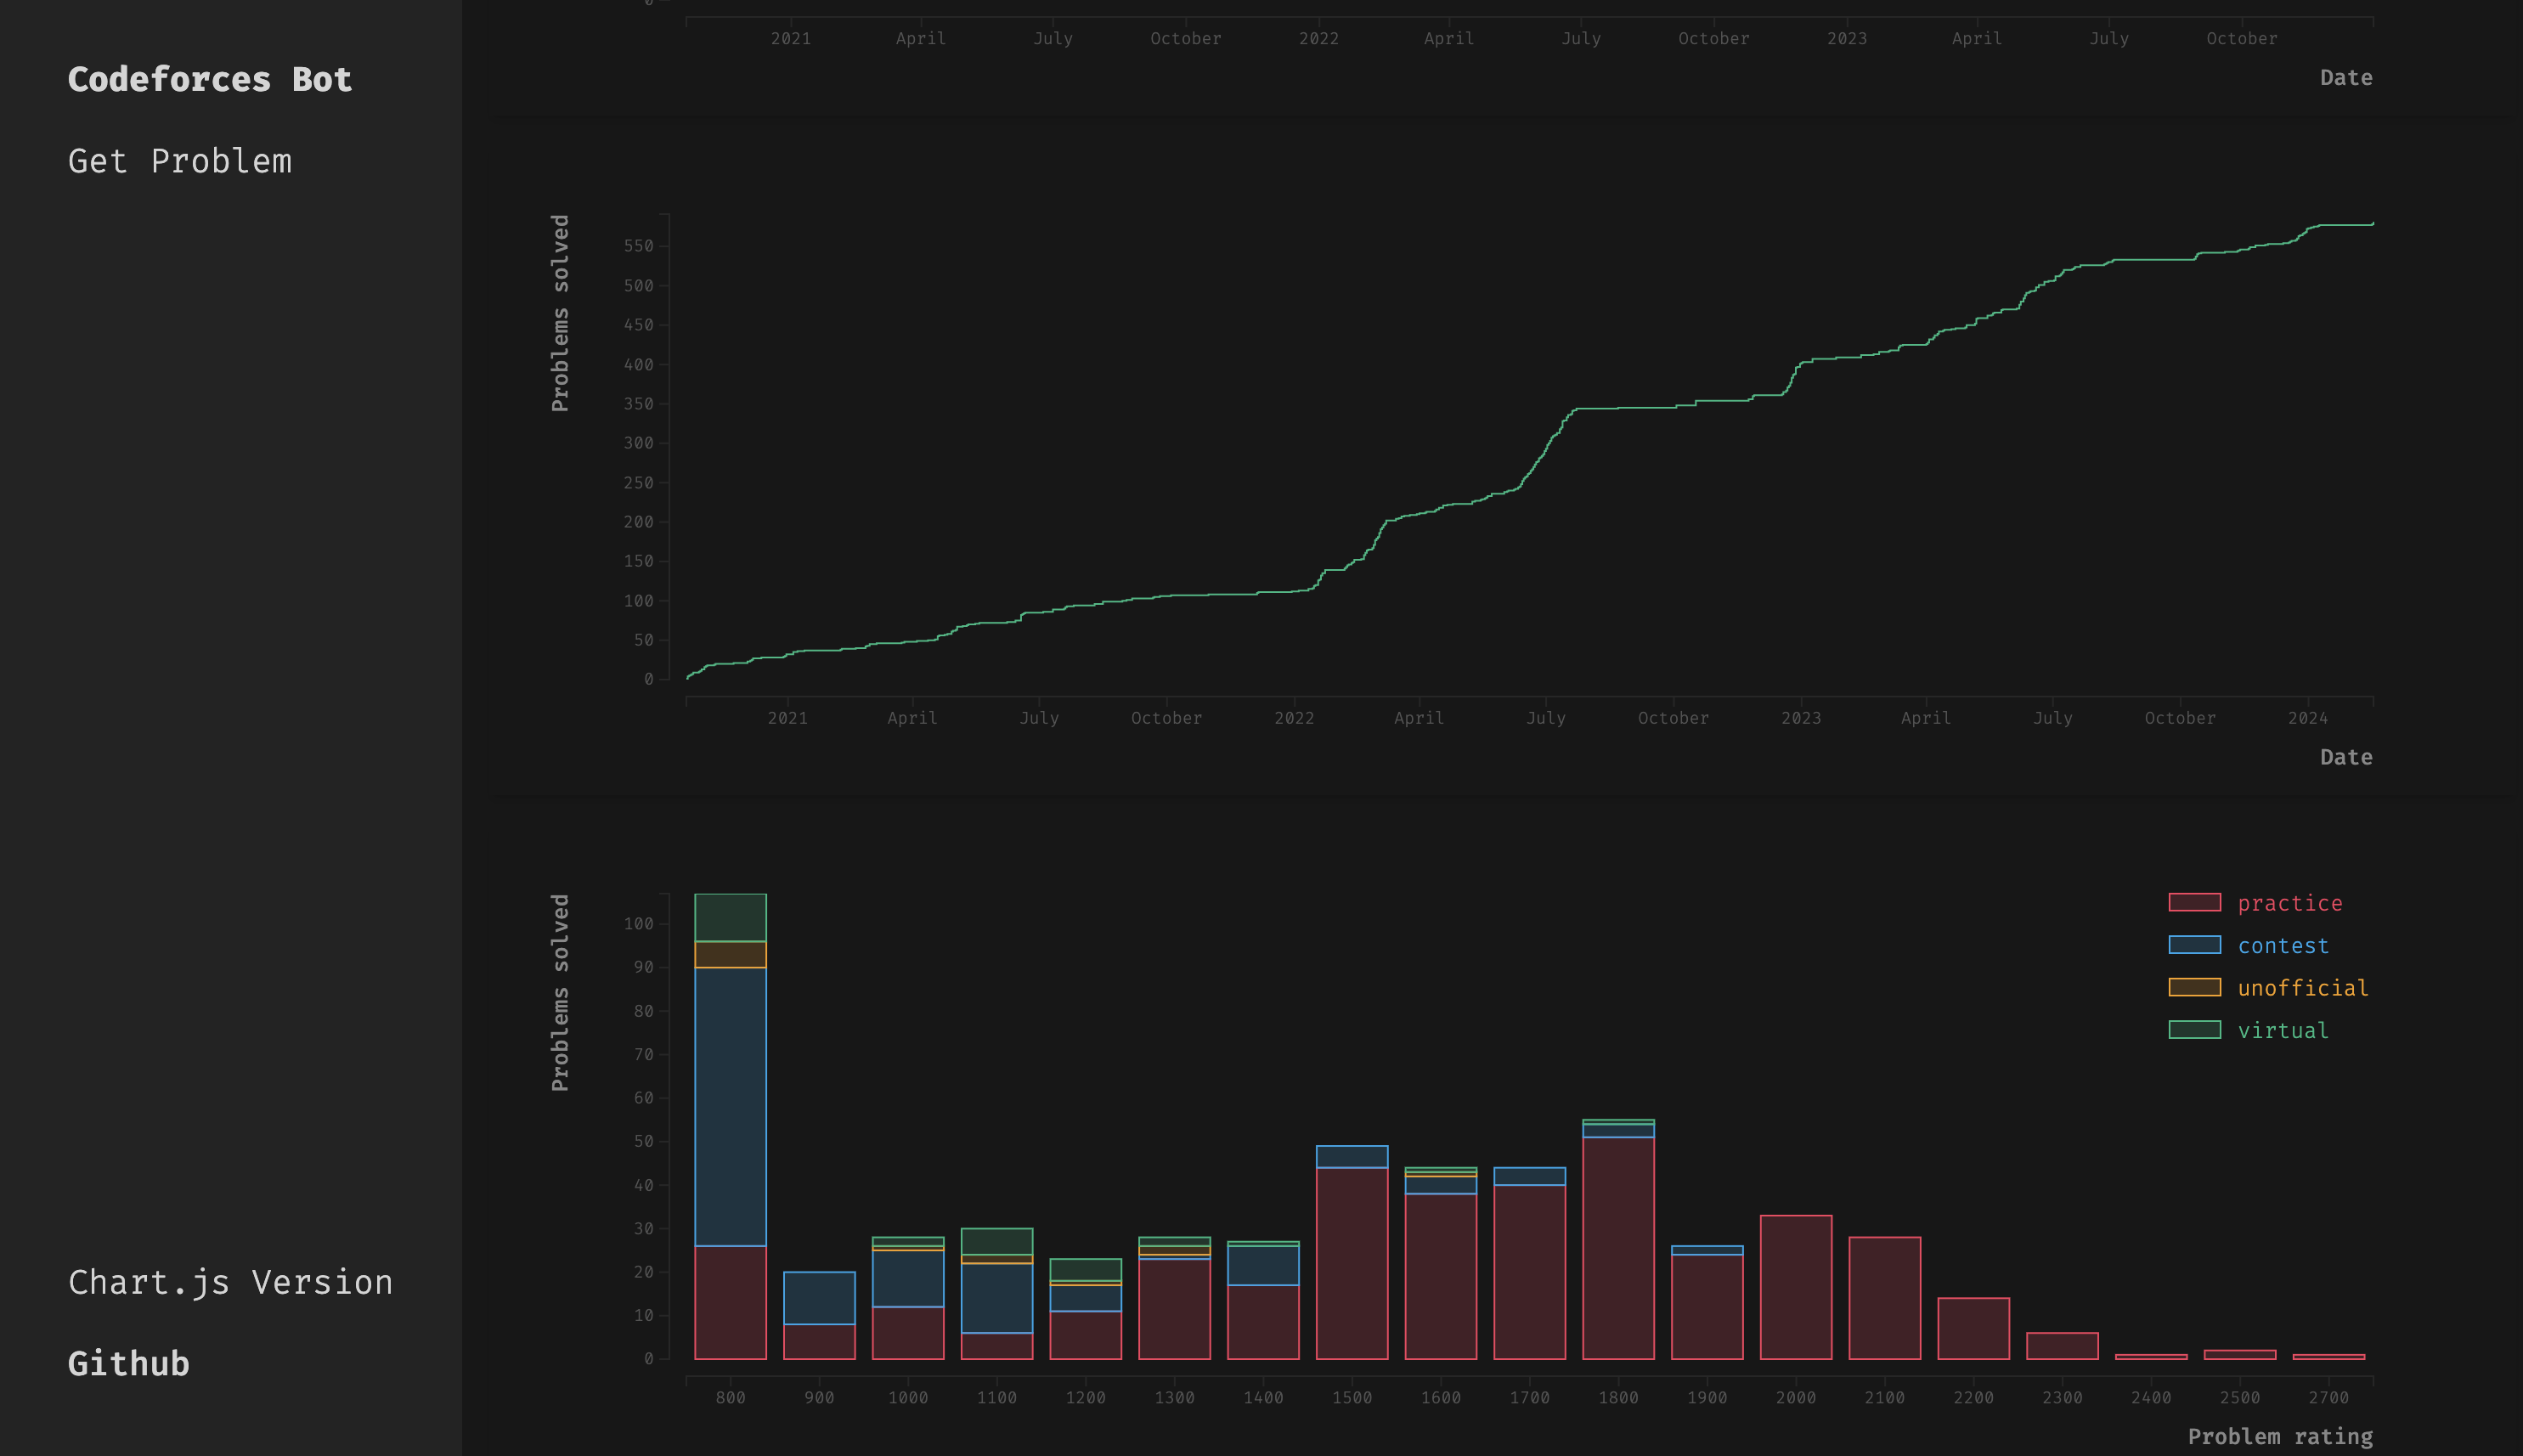 Codeforces Bot
Get Problem
Chart.js Version
Github
0
2021 April July October 2022 April July October 2023 April July October
Date
Problems solved
550
500
450
400
350
300
250
200
150
100
50
0
2021 April July October 2022 April July October 2023 April July October 2024
Date
Problems solved
100
90
80
70
60
50
40
30
20
10
0
practice
contest
unofficial
virtual
800 900 1000 1100 1200 1300 1400 1500 1600 1700 1800 1900 2000 2100 2200 2300 2400 2500 2700
Problem rating